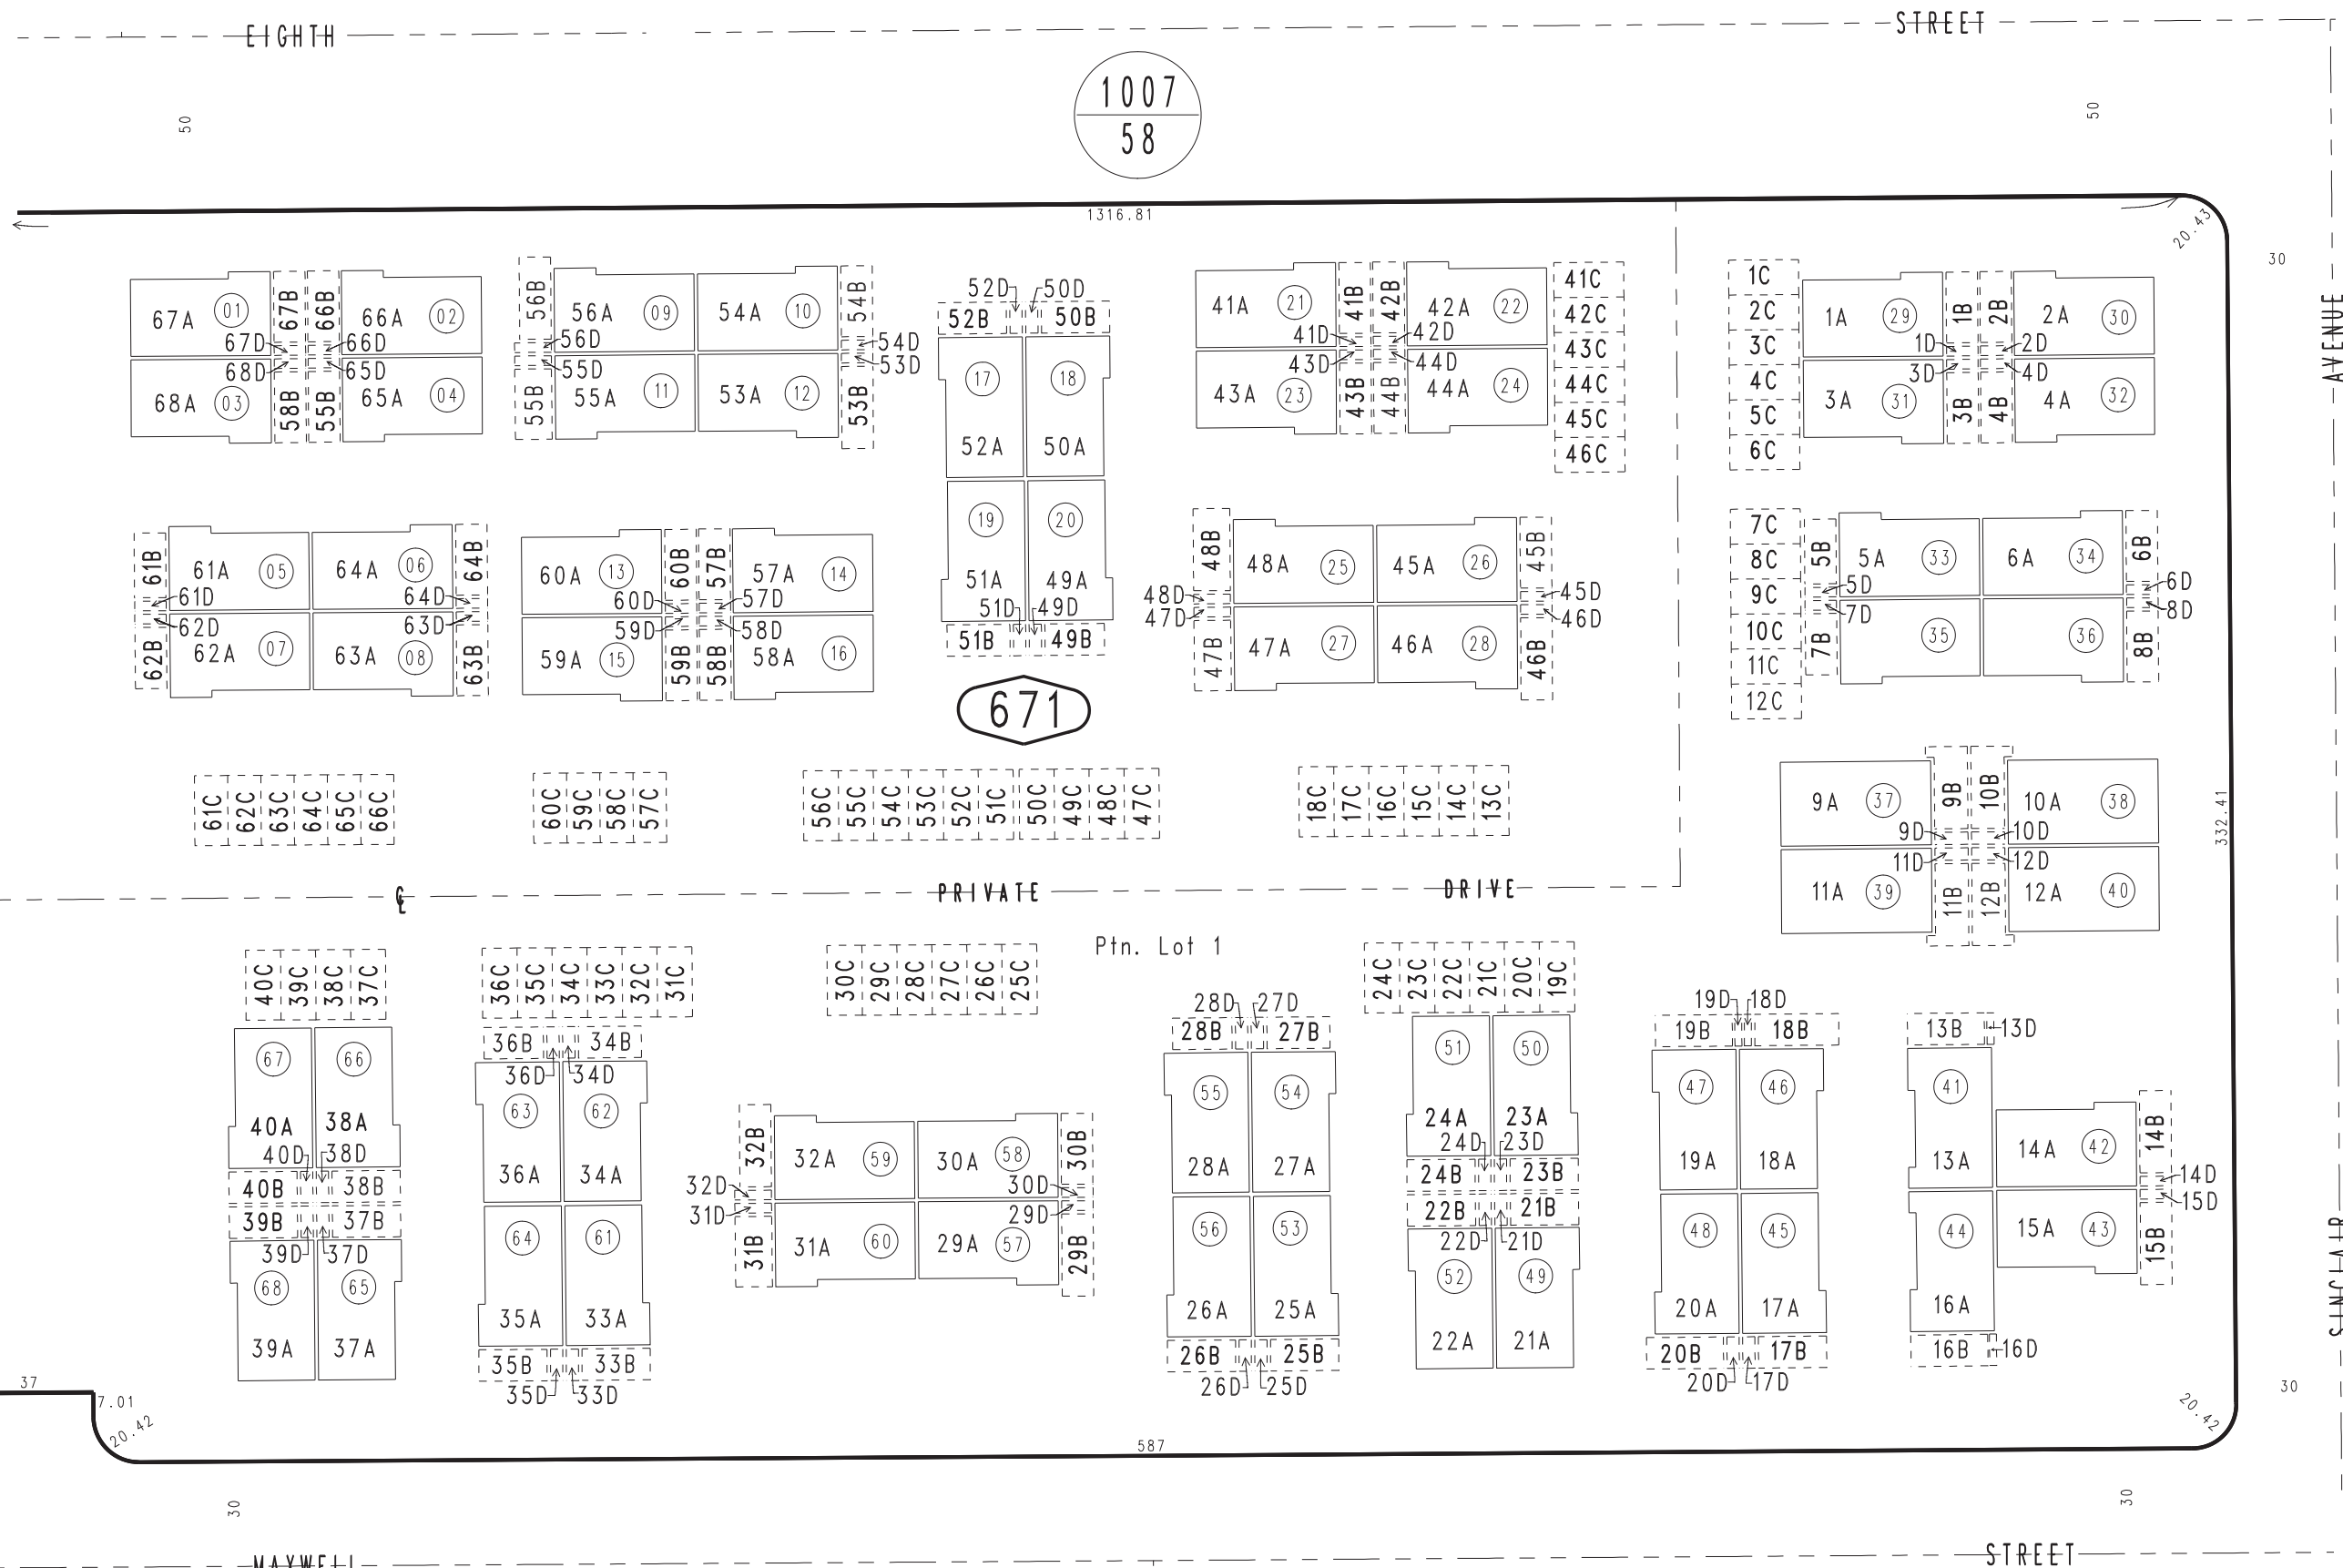 EIGHTH STREET
50 1007 50
58
1316.81
20.43
30
AVENUE
67A 01 67B 66B 66A 02
67D 66D
68D 65D
68A 03 58B 55B 65A 04
56B 56A 09 54A 10 54B
56D 54D
55D 53D
55B 55A 11 53A 12 53B
52D 50D
52B 50B
17 18
52A 50A
19 20
51A 49A
51D 49D
51B 49B
41A 21 41B 42B 42A 22
41D 42D
43D 44D
43A 23 43B 44B 44A 24
41C
42C
43C
44C
45C
46C
1C
2C
3C
4C
5C
6C
1A 29 1B 2B 2A 30
1D 2D
3D 4D
3A 31 3B 4B 4A 32
61B 61A 05 64A 06 64B
61D 64D
62D 63D
62B 62A 07 63A 08 63B
60A 13 60B 57B 57A 14
60D 57D
59D 58D
59A 15 59B 58B 58A 16
48B 48A 25 45A 26 45B
48D 45D
47D 46D
47B 47A 27 46A 28 46B
7C
8C
9C
10C
11C
12C
5B 5A 33 6A 34 6B
5D 6D
7D 8D
7B 35 36 8B
671
61C 62C 63C 64C 65C 66C
60C 59C 58C 57C
56C 55C 54C 53C 52C 51C 50C 49C 48C 47C
18C 17C 16C 15C 14C 13C
9A 37 9B 10B 10A 38
9D 10D
11D 12D
11A 39 11B 12B 12A 40
332.41
℄ PRIVATE DRIVE
Ptn. Lot 1
40C 39C 38C 37C
36C 35C 34C 33C 32C 31C
30C 29C 28C 27C 26C 25C
24C 23C 22C 21C 20C 19C
67 66
40A 38A
40D 38D
40B 38B
39B 37B
39D 37D
68 65
39A 37A
36B 34B
36D 34D
63 62
36A 34A
64 61
35A 33A
35B 33B
35D 33D
32B 32A 59 30A 58 30B
32D 30D
31D 29D
31B 31A 60 29A 57 29B
28D 27D
28B 27B
55 54
28A 27A
56 53
26A 25A
26B 25B
26D 25D
51 50
24A 23A
24D 23D
24B 23B
22B 21B
22D 21D
52 49
22A 21A
19D 18D
19B 18B
47 46
19A 18A
48 45
20A 17A
20B 17B
20D 17D
13B 13D
41
13A
14A 42 14B
14D
15D
15A 43 15B
44
16A
16B 16D
SINCLAIR
37
7.01
20.42
587
20.42
30
30 30
MAXWELL STREET